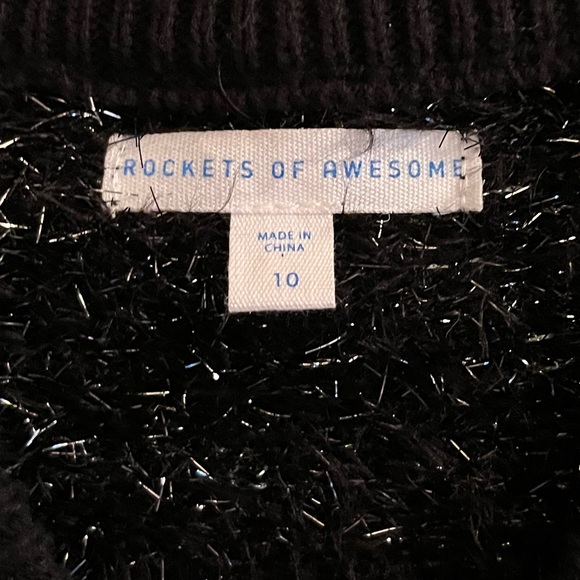 ROCKETS OF AWESOME
MADE IN
CHINA
10